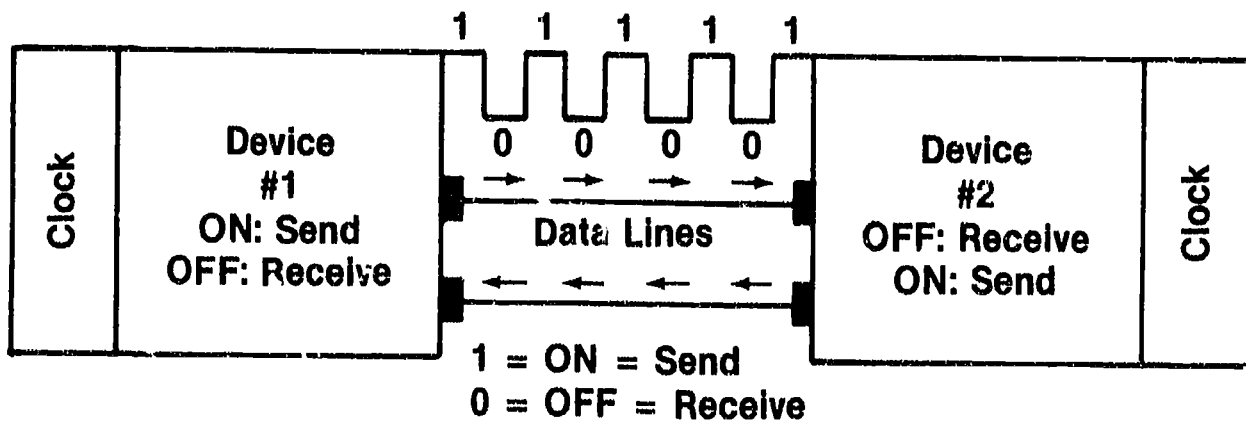 1 1 1 1 1
0 0 0 0
Clock
Device
#1
ON: Send
OFF: Receive
Data Lines
Device
#2
OFF: Receive
ON: Send
Clock
1 = ON = Send
0 = OFF = Receive